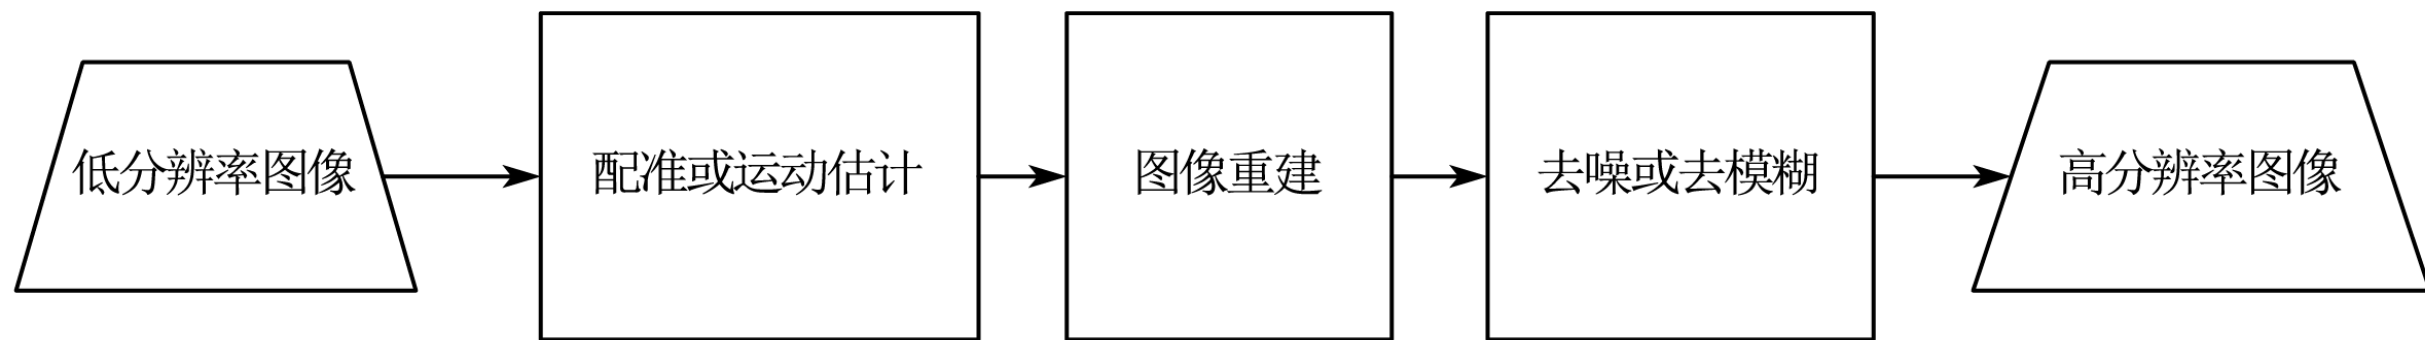 低分辨率图像
配准或运动估计
图像重建
去噪或去模糊
高分辨率图像